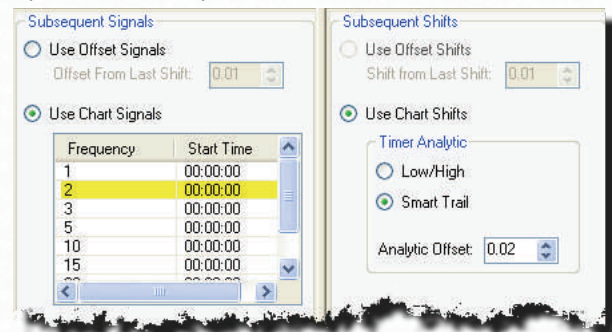 Subsequent Signals
Use Offset Signals
Offset From Last Shift: 0.01
Use Chart Signals
Frequency Start Time
1 00:00:00
2 00:00:00
3 00:00:00
5 00:00:00
10 00:00:00
15 00:00:00
Subsequent Shifts
Use Offset Shifts
Shift from Last Shift: 0.01
Use Chart Shifts
Timer Analytic
Low/High
Smart Trail
Analytic Offset: 0.02